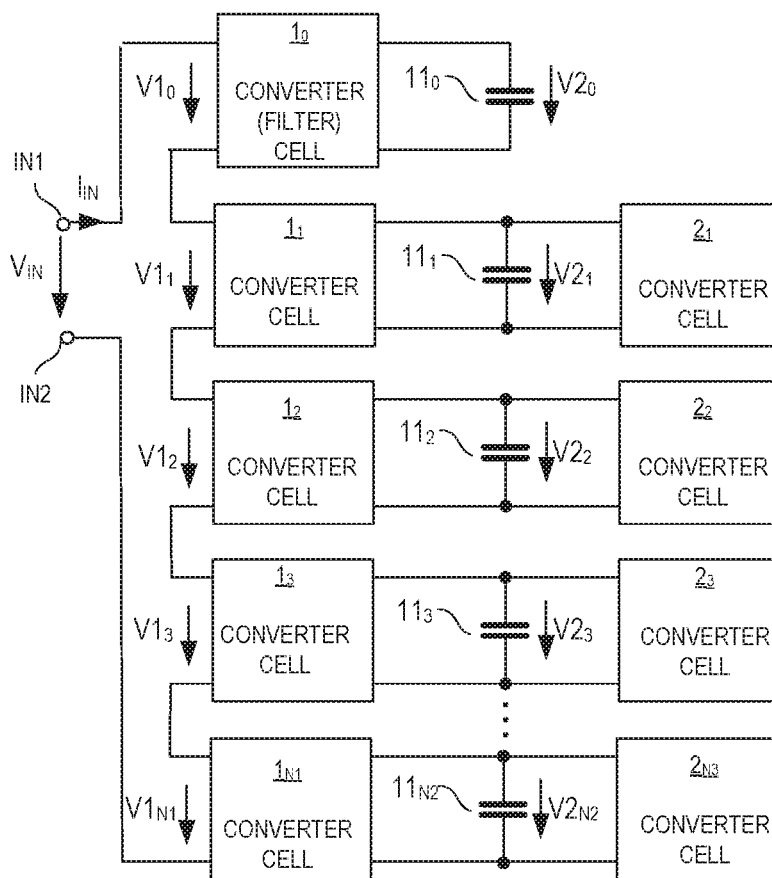 1₀
CONVERTER
(FILTER)
CELL
V1₀
11₀
V2₀
IN1
I_IN
V_IN
IN2
1₁
CONVERTER
CELL
V1₁
11₁
V2₁
2₁
CONVERTER
CELL
1₂
CONVERTER
CELL
V1₂
11₂
V2₂
2₂
CONVERTER
CELL
1₃
CONVERTER
CELL
V1₃
11₃
V2₃
2₃
CONVERTER
CELL
1_N1
CONVERTER
CELL
V1_N1
11_N2
V2_N2
2_N3
CONVERTER
CELL